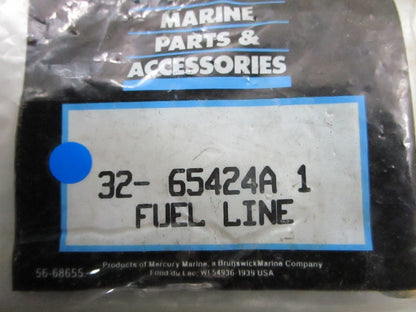 MARINE
PARTS &
ACCESSORIES
32- 65424A 1
FUEL LINE
Products of Mercury Marine, a Brunswick Marine Company
56-68655
Fond du Lac, WI 54936-1939 USA